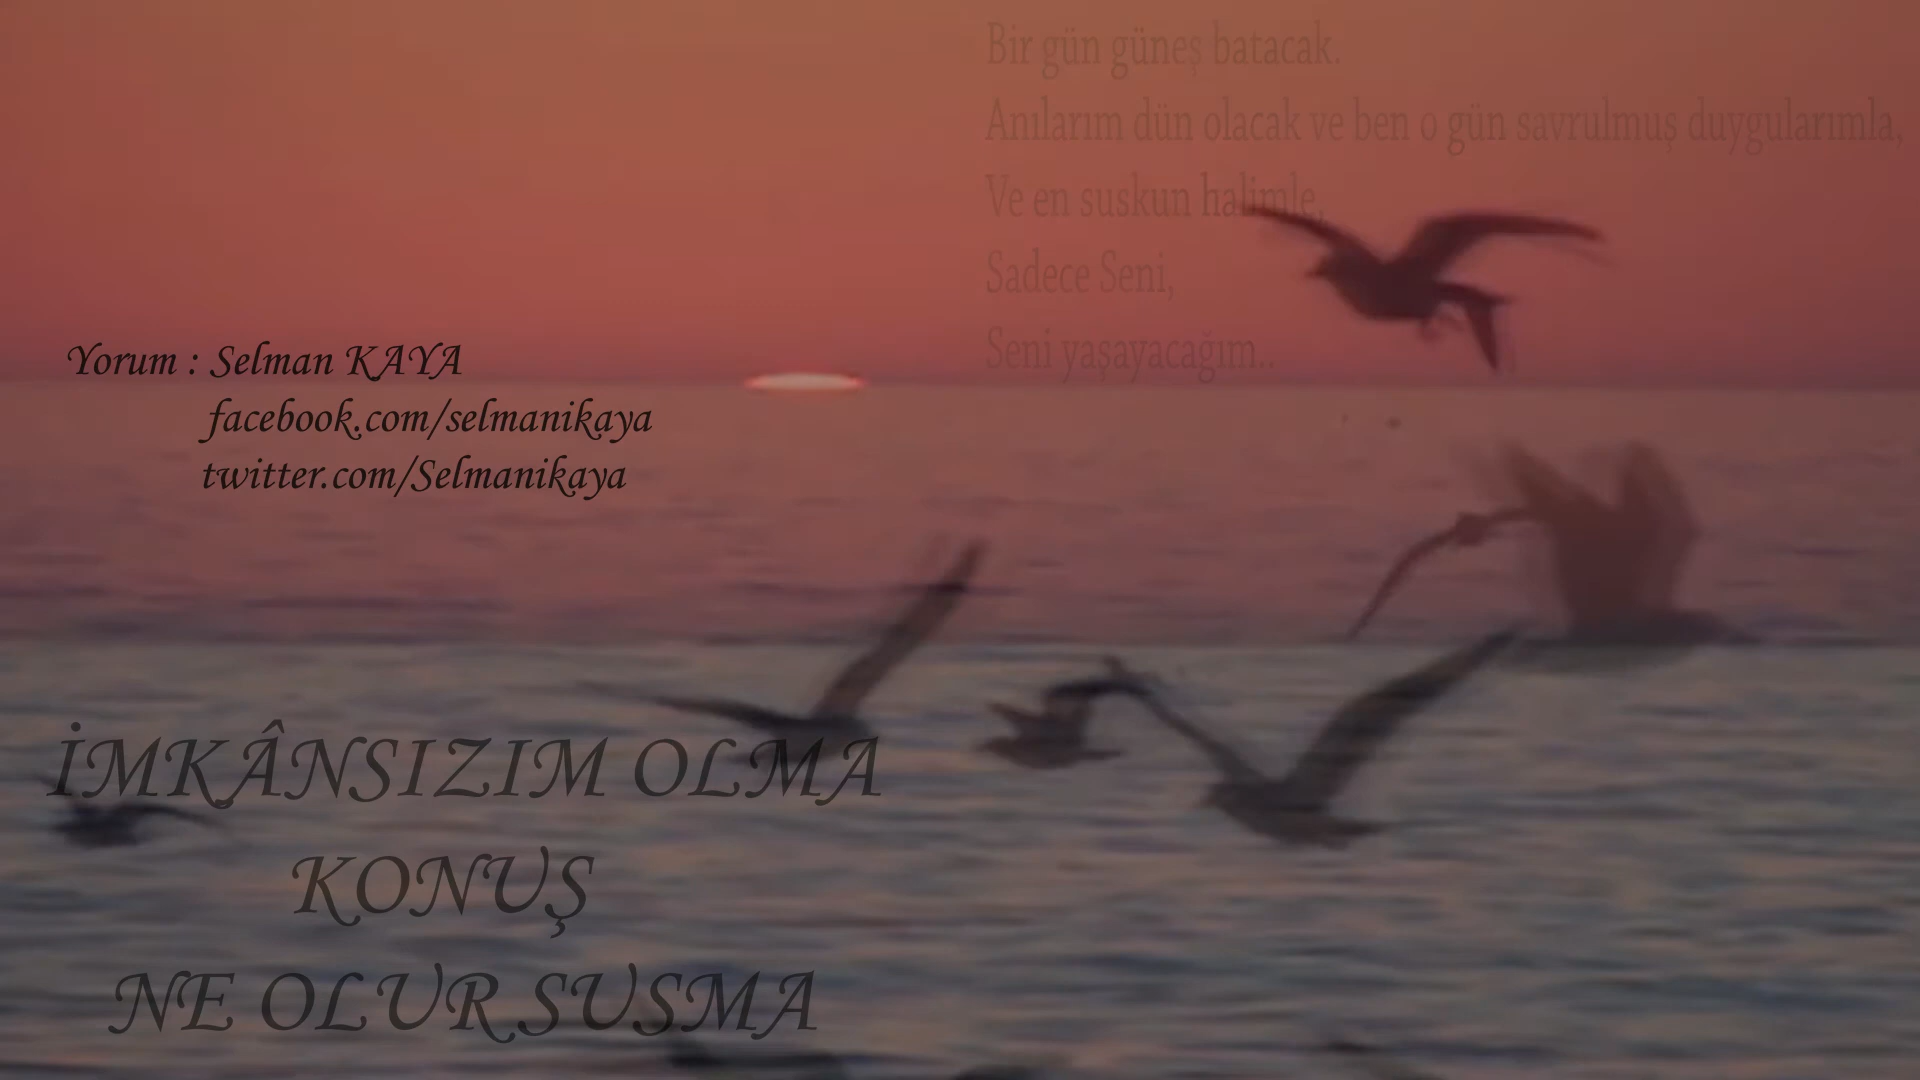 Bir gün güneş batacak.
Anılarım dün olacak ve ben o gün savrulmuş duygularımla,
Ve en suskun halimle,
Sadece Seni,
Seni yaşayacağım..
Yorum : Selman KAYA
facebook.com/selmanikaya
twitter.com/Selmanikaya
İMKÂNSIZIM OLMA
KONUŞ
NE OLUR SUSMA